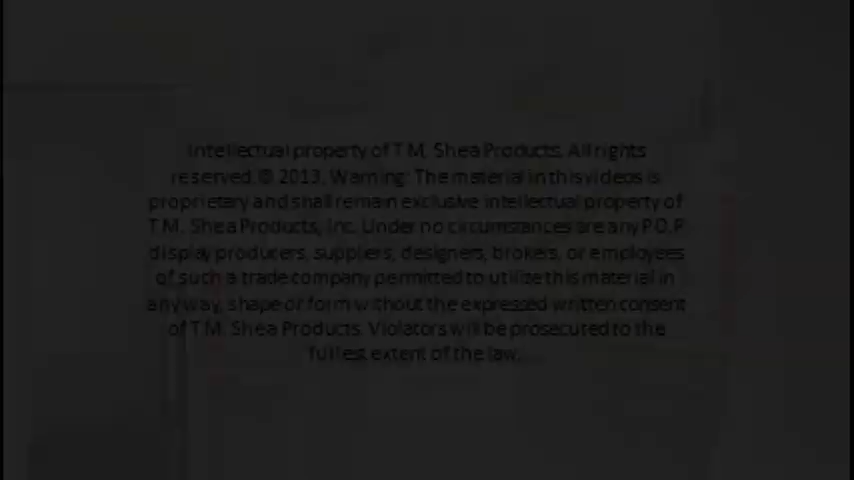 Intellectual property of T.M. Shea Products. All rights
reserved © 2013. Warning: The material in this videos is
proprietary and shall remain exclusive intellectual property of
T.M. Shea Products, Inc. Under no circumstances are any P.O.P
display producers, suppliers, designers, brokers, or employees
of such a trade company permitted to utilize this material in
any way, shape or form without the expressed written consent
of T.M. Shea Products. Violators will be prosecuted to the
fullest extent of the law.